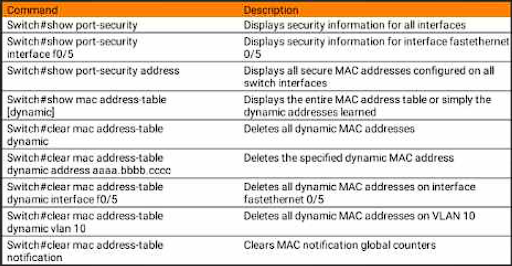 Command Description
Switch#show port-security Displays security information for all interfaces
Switch#show port-security Displays security information for interface fastethernet
interface f0/5 0/5
Switch#show port-security address Displays all secure MAC addresses configured on all
switch interfaces
Switch#show mac address-table Displays the entire MAC address table or simply the
[dynamic] dynamic addresses learned
Switch#clear mac address-table Deletes all dynamic MAC addresses
dynamic
Switch#clear mac address-table Deletes the specified dynamic MAC address
dynamic address aaaa.bbbb.cccc
Switch#clear mac address-table Deletes all dynamic MAC addresses on interface
dynamic interface f0/5 fastethernet 0/5
Switch#clear mac address-table Deletes all dynamic MAC addresses on VLAN 10
dynamic vlan 10
Switch#clear mac address-table Clears MAC notification global counters
notification